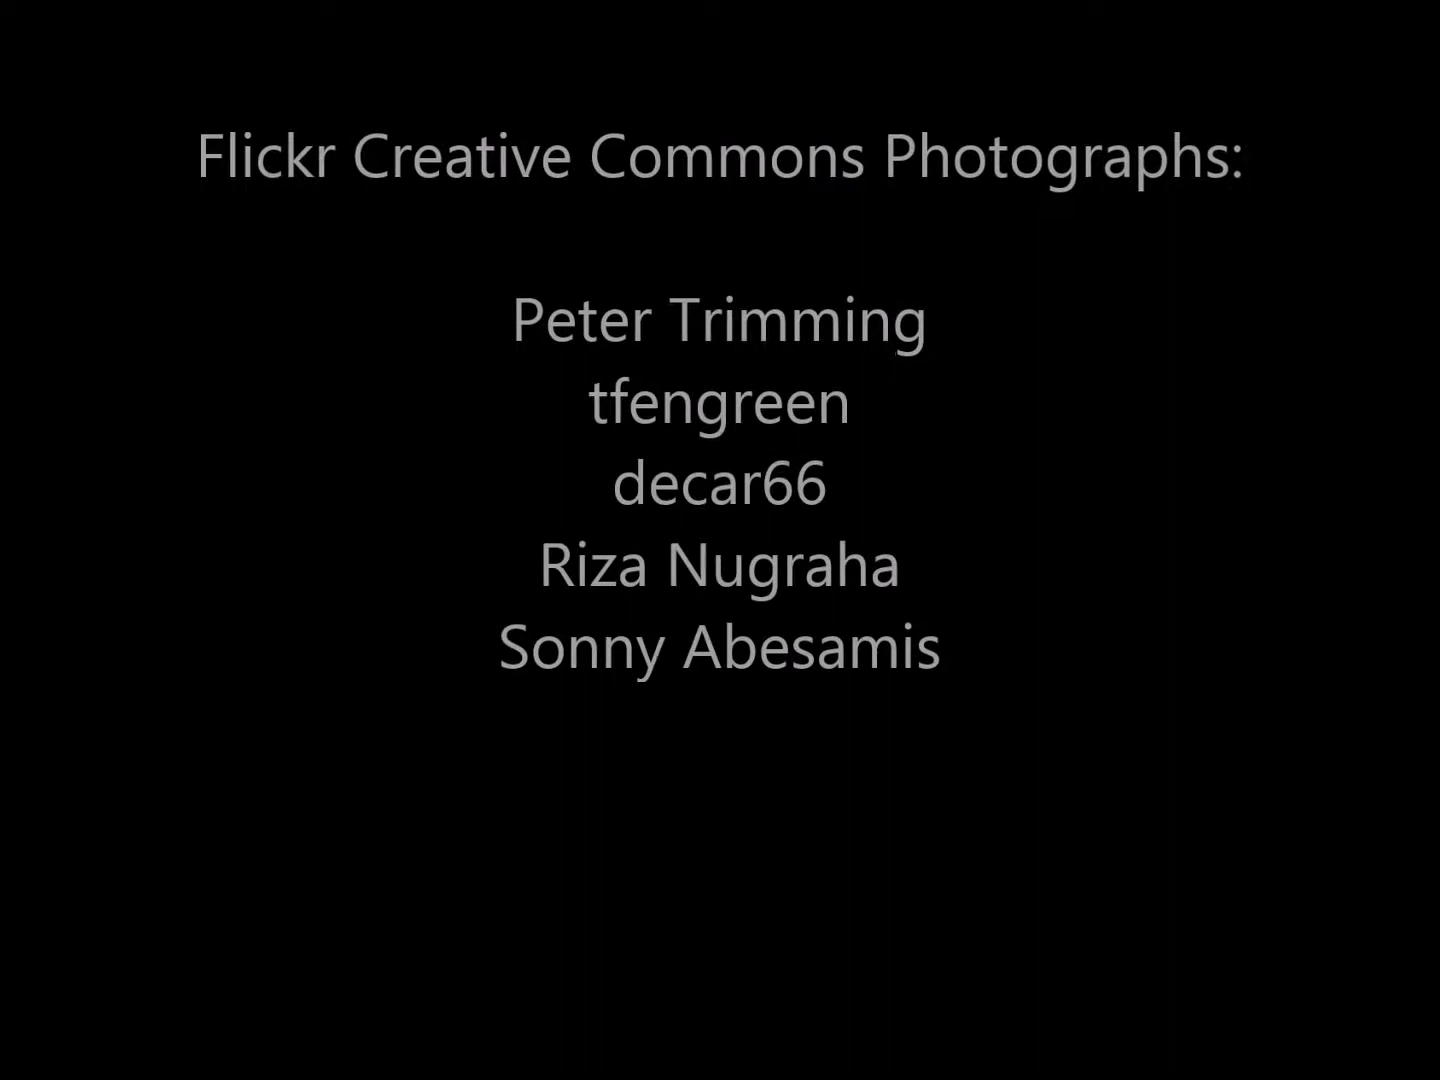 Flickr Creative Commons Photographs:
Peter Trimming
tfengreen
decar66
Riza Nugraha
Sonny Abesamis